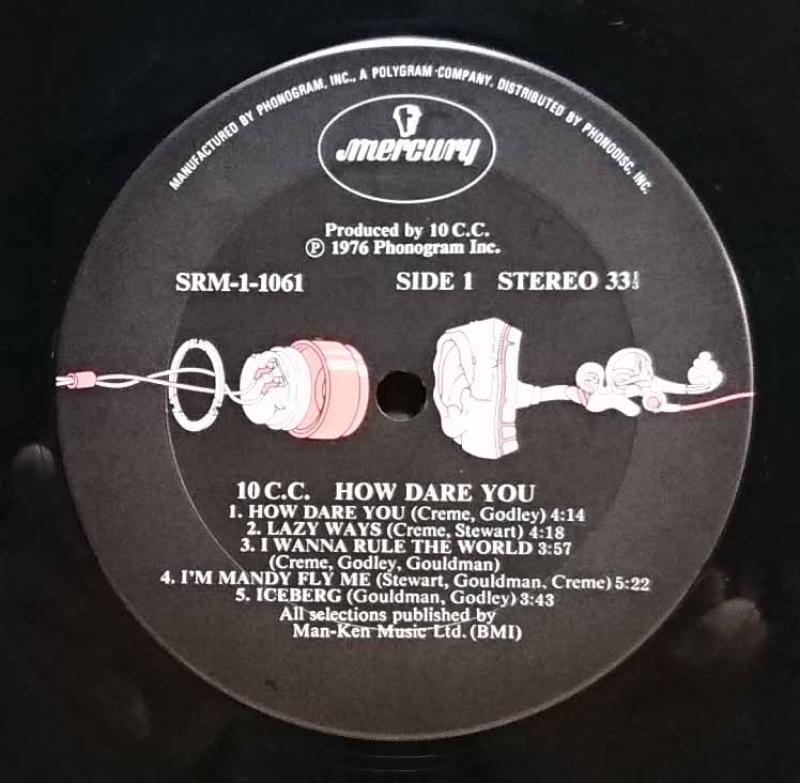 MANUFACTURED BY PHONOGRAM, INC., A POLYGRAM COMPANY. DISTRIBUTED BY PHONODISC, INC.
mercury
Produced by 10 C.C.
Ⓟ 1976 Phonogram Inc.
SRM-1-1061 SIDE 1 STEREO 33⅓
10 C.C. HOW DARE YOU
1. HOW DARE YOU (Creme, Godley) 4:14
2. LAZY WAYS (Creme, Stewart) 4:18
3. I WANNA RULE THE WORLD 3:57
(Creme, Godley, Gouldman)
4. I'M MANDY FLY ME (Stewart, Gouldman, Creme) 5:22
5. ICEBERG (Gouldman, Godley) 3:43
All selections published by
Man-Ken Music Ltd. (BMI)